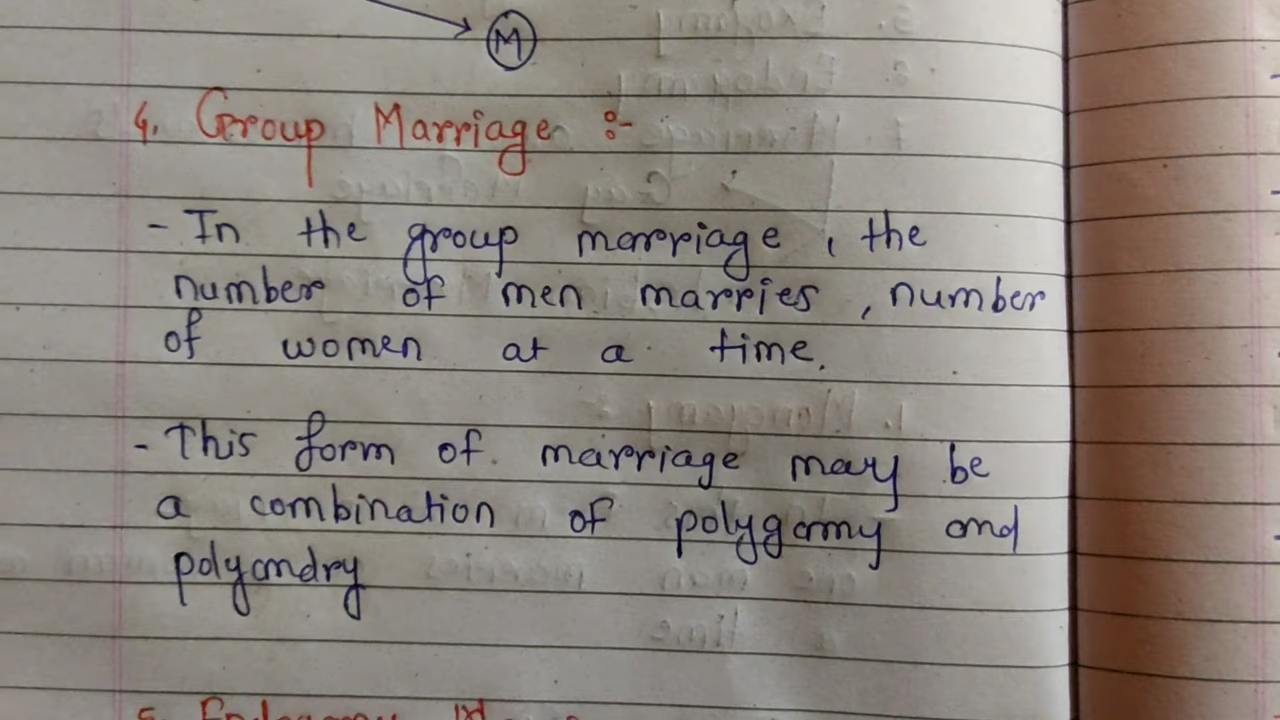 M
4. Group Marriage :-
- In the group marriage, the
number of men marries, number
of women at a time.
- This form of marriage may be
a combination of polygamy and
polyandry